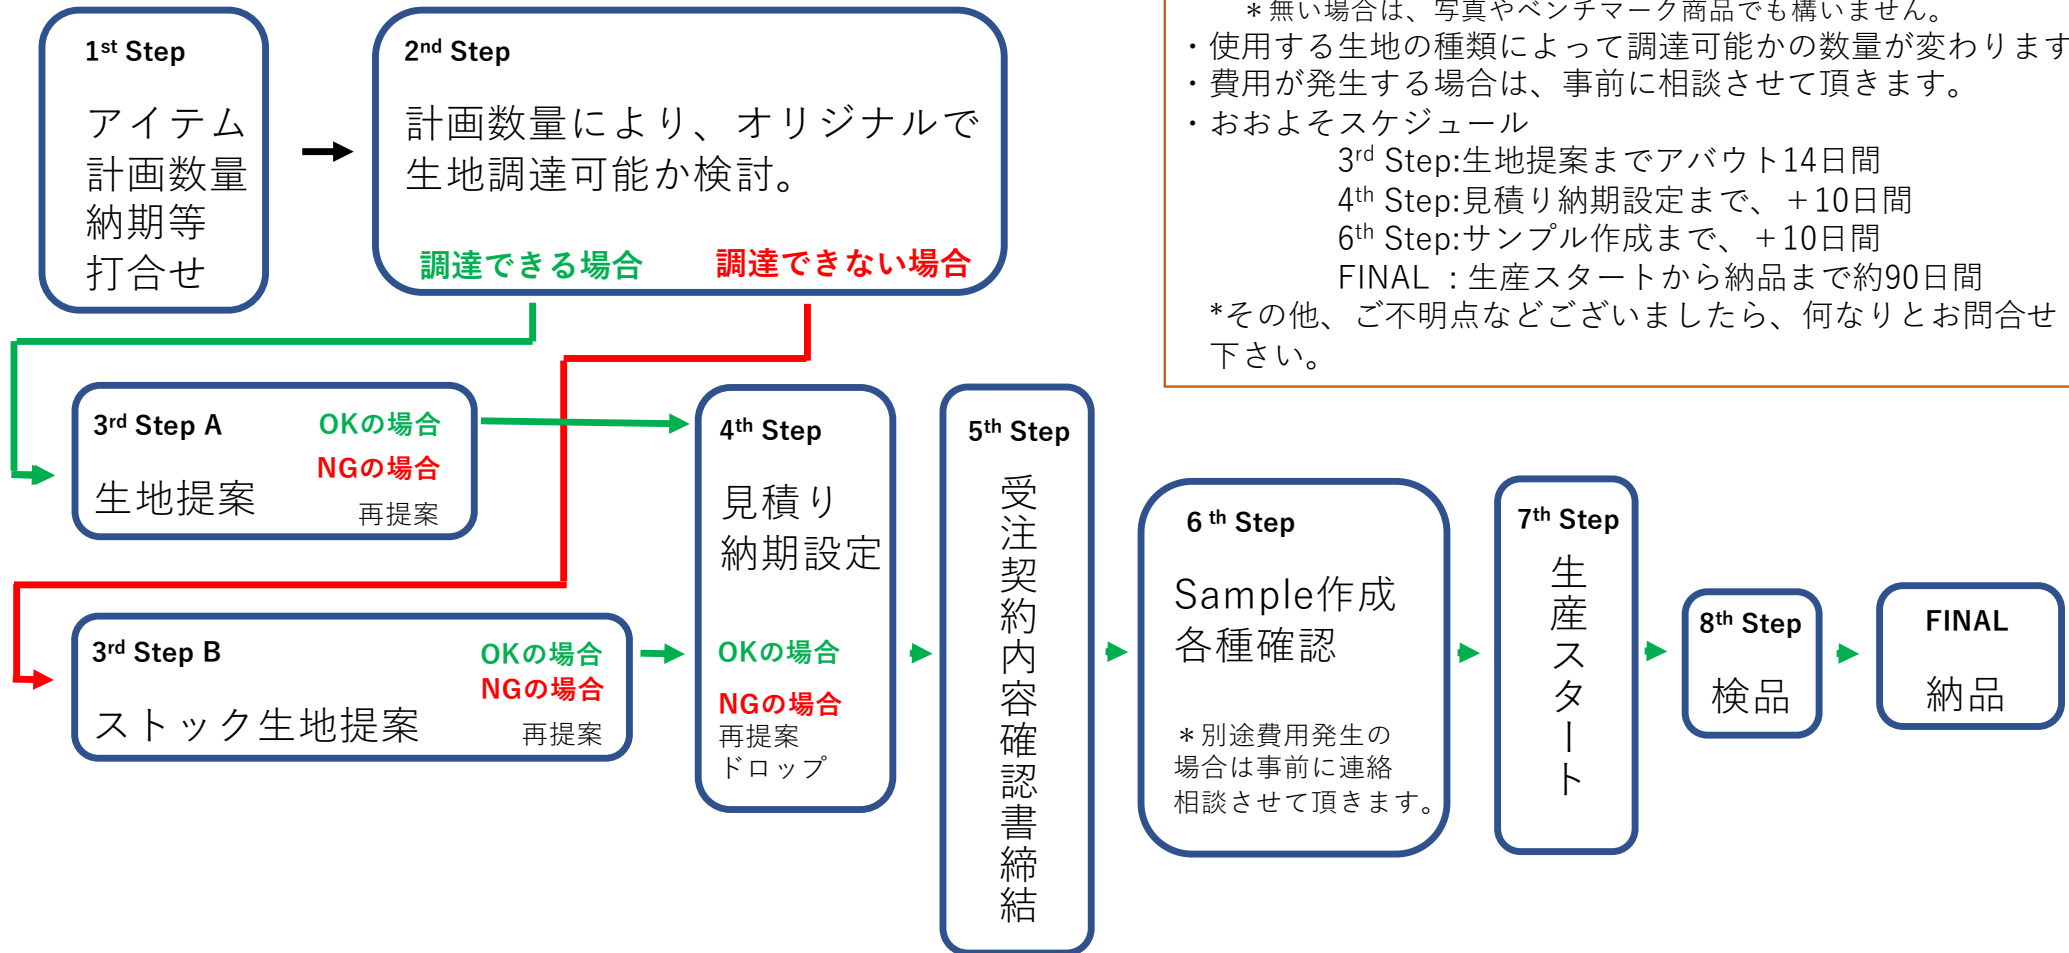 1st Step
アイテム
計画数量
納期等
打合せ
2nd Step
計画数量により、オリジナルで
生地調達可能か検討。
調達できる場合 調達できない場合
＊無い場合は、写真やベンチマーク商品でも構いません。
・使用する生地の種類によって調達可能かの数量が変わります
・費用が発生する場合は、事前に相談させて頂きます。
・おおよそスケジュール
3rd Step:生地提案までアバウト14日間
4th Step:見積り納期設定まで、＋10日間
6th Step:サンプル作成まで、＋10日間
FINAL ：生産スタートから納品まで約90日間
*その他、ご不明点などございましたら、何なりとお問合せ
下さい。
3rd Step A OKの場合
NGの場合
生地提案 再提案
3rd Step B OKの場合
NGの場合
ストック生地提案 再提案
4th Step
見積り
納期設定
OKの場合
NGの場合
再提案
ドロップ
5th Step
受注契約内容確認書締結
6 th Step
Sample作成
各種確認
＊別途費用発生の
場合は事前に連絡
相談させて頂きます。
7th Step
生産スタート
8th Step
検品
FINAL
納品